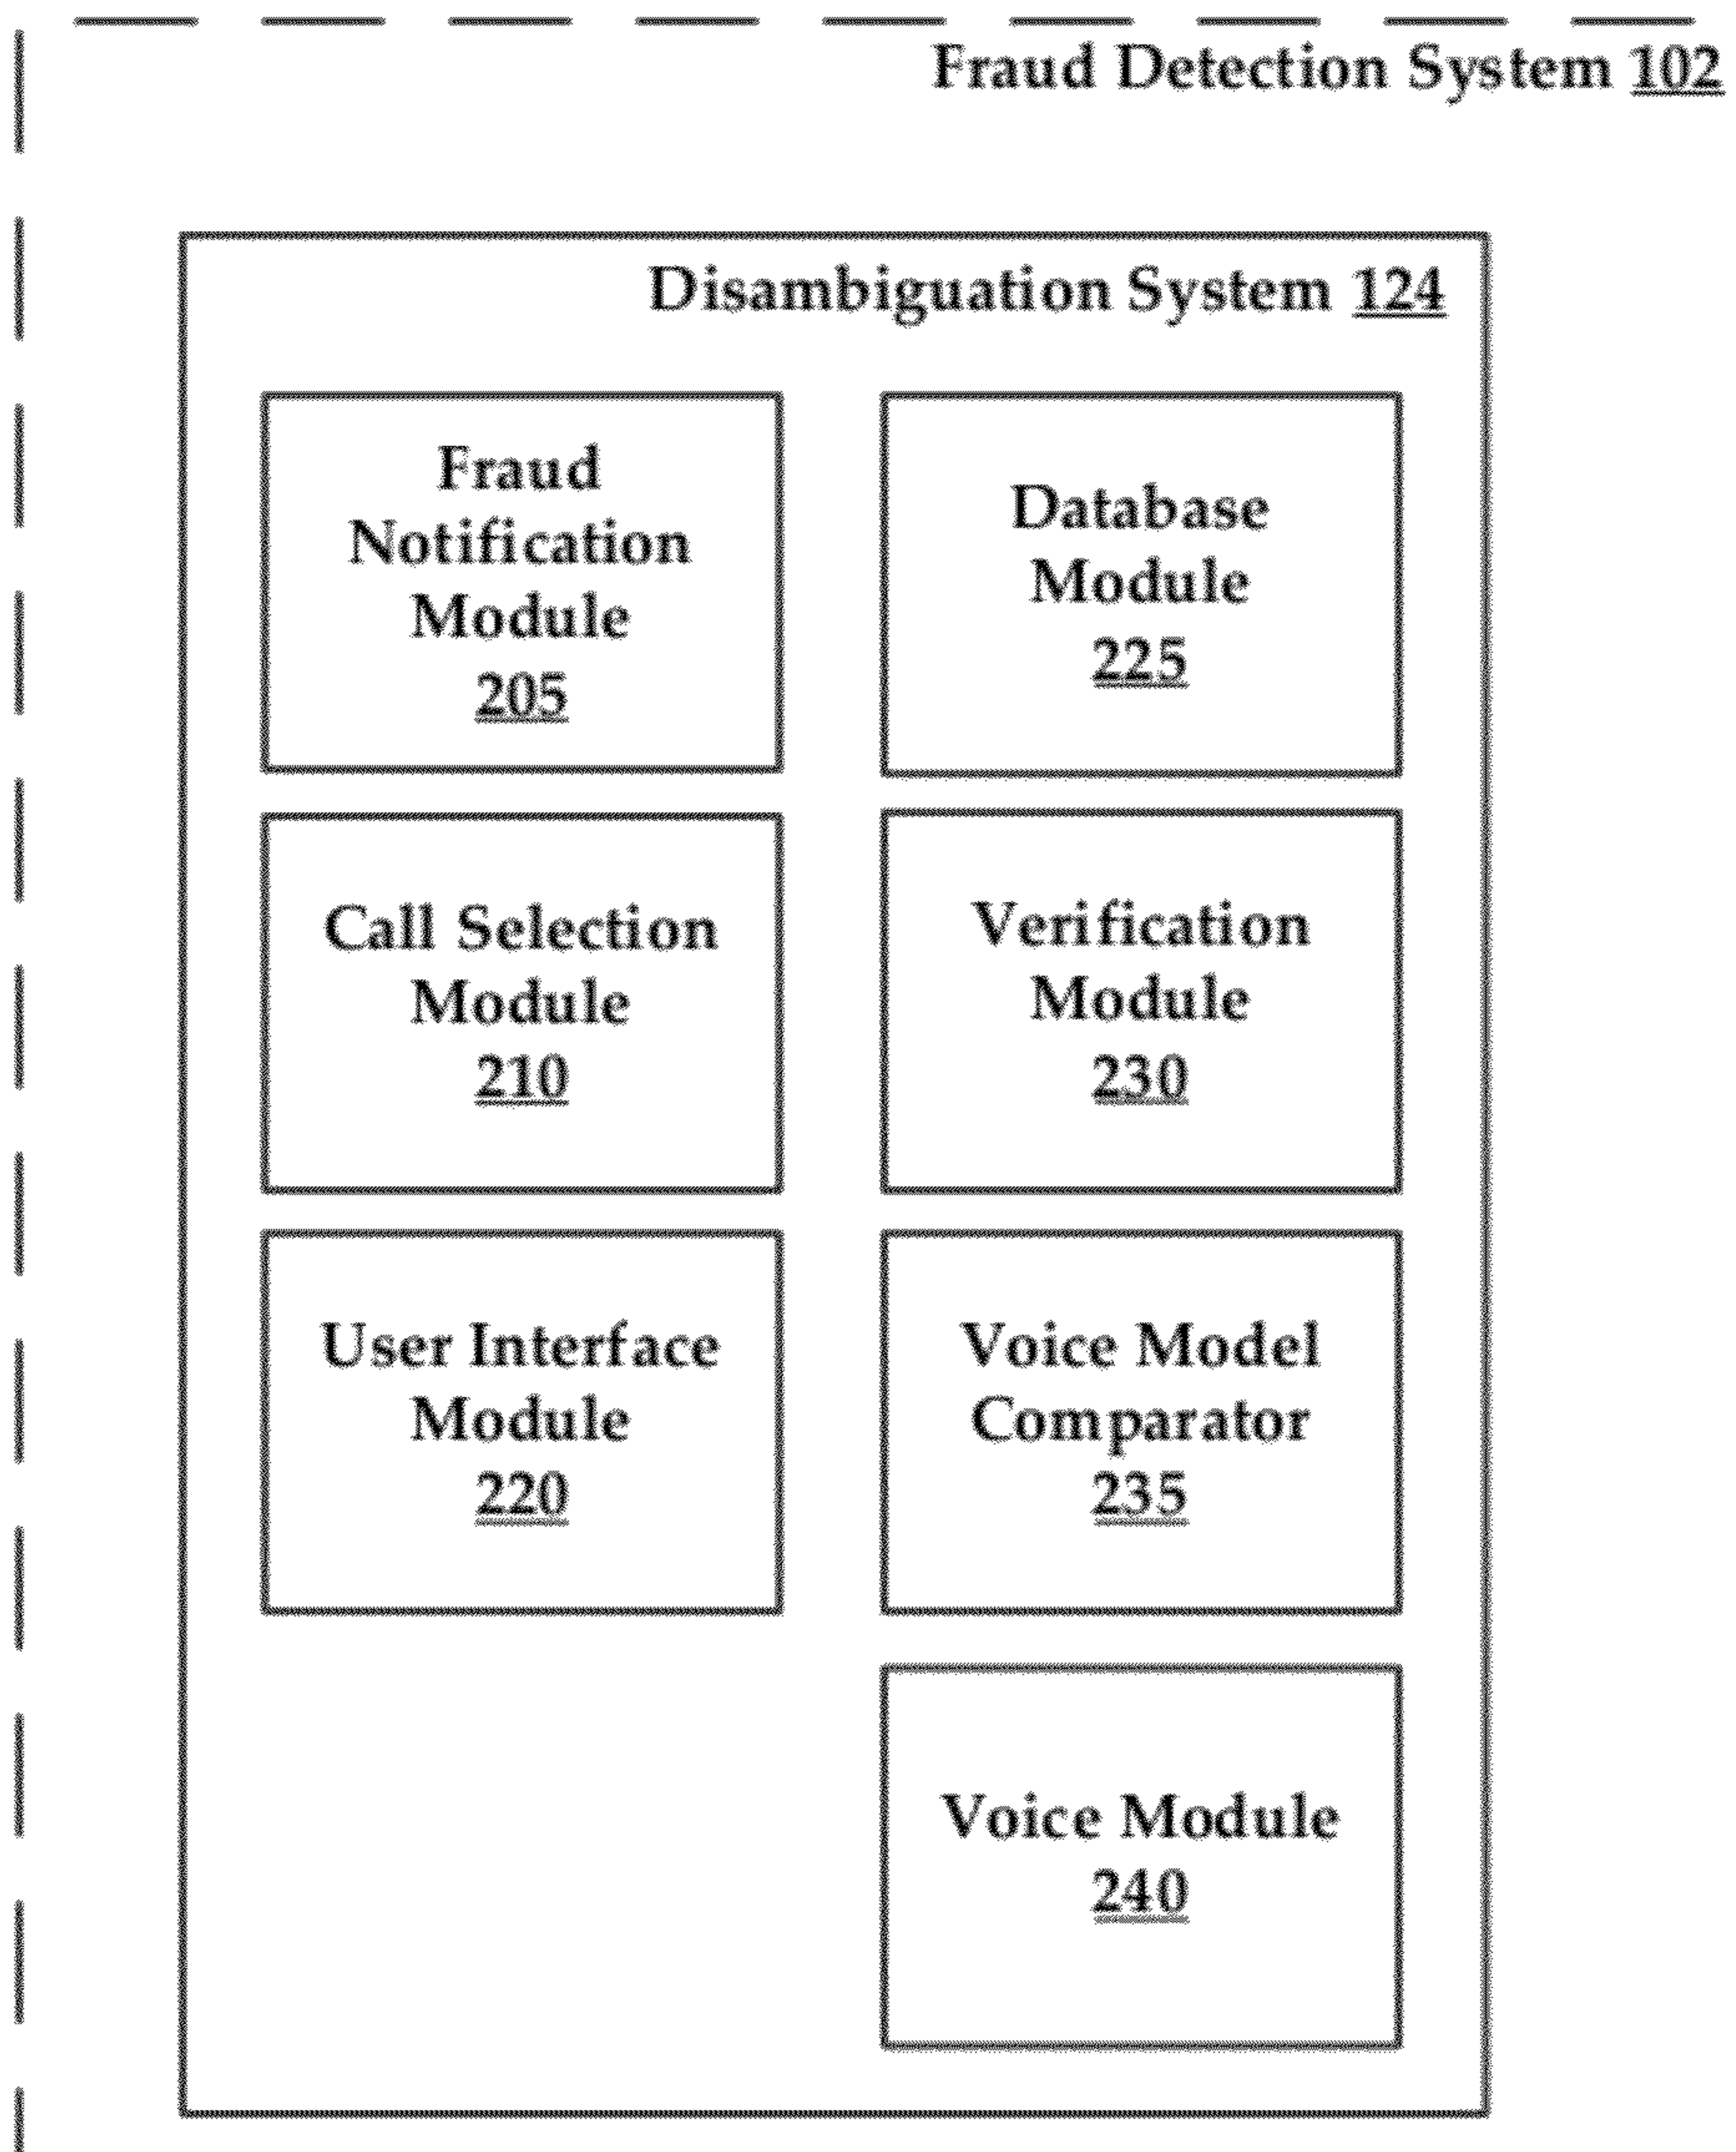 Fraud Detection System 102
Disambiguation System 124
Fraud
Notification
Module
205
Database
Module
225
Call Selection
Module
210
Verification
Module
230
User Interface
Module
220
Voice Model
Comparator
235
Voice Module
240